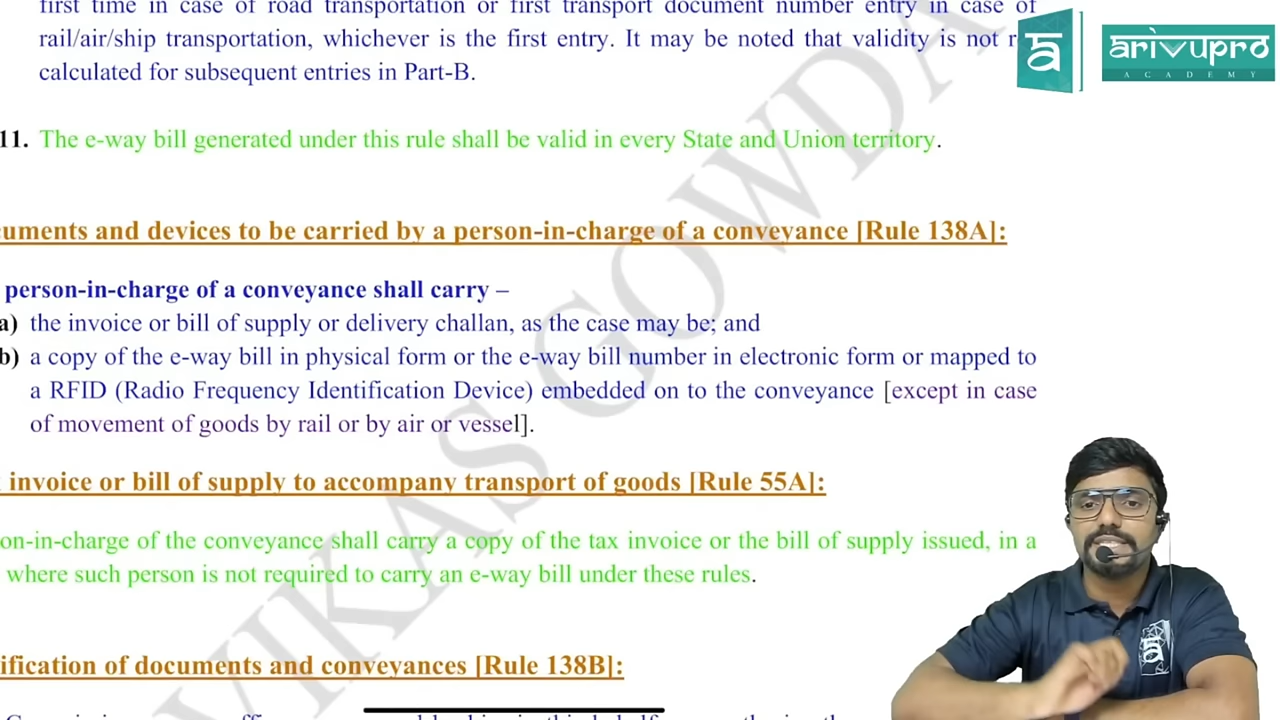 first time in case of road transportation or first transport document number entry in case of
rail/air/ship transportation, whichever is the first entry. It may be noted that validity is not
calculated for subsequent entries in Part-B.
arivupro
ACADEMY
11. The e-way bill generated under this rule shall be valid in every State and Union territory.
uments and devices to be carried by a person-in-charge of a conveyance [Rule 138A]:
person-in-charge of a conveyance shall carry –
a) the invoice or bill of supply or delivery challan, as the case may be; and
b) a copy of the e-way bill in physical form or the e-way bill number in electronic form or mapped to
a RFID (Radio Frequency Identification Device) embedded on to the conveyance [except in case
of movement of goods by rail or by air or vessel].
invoice or bill of supply to accompany transport of goods [Rule 55A]:
on-in-charge of the conveyance shall carry a copy of the tax invoice or the bill of supply issued, in a
where such person is not required to carry an e-way bill under these rules.
ification of documents and conveyances [Rule 138B]:
VIKAS GOWDA